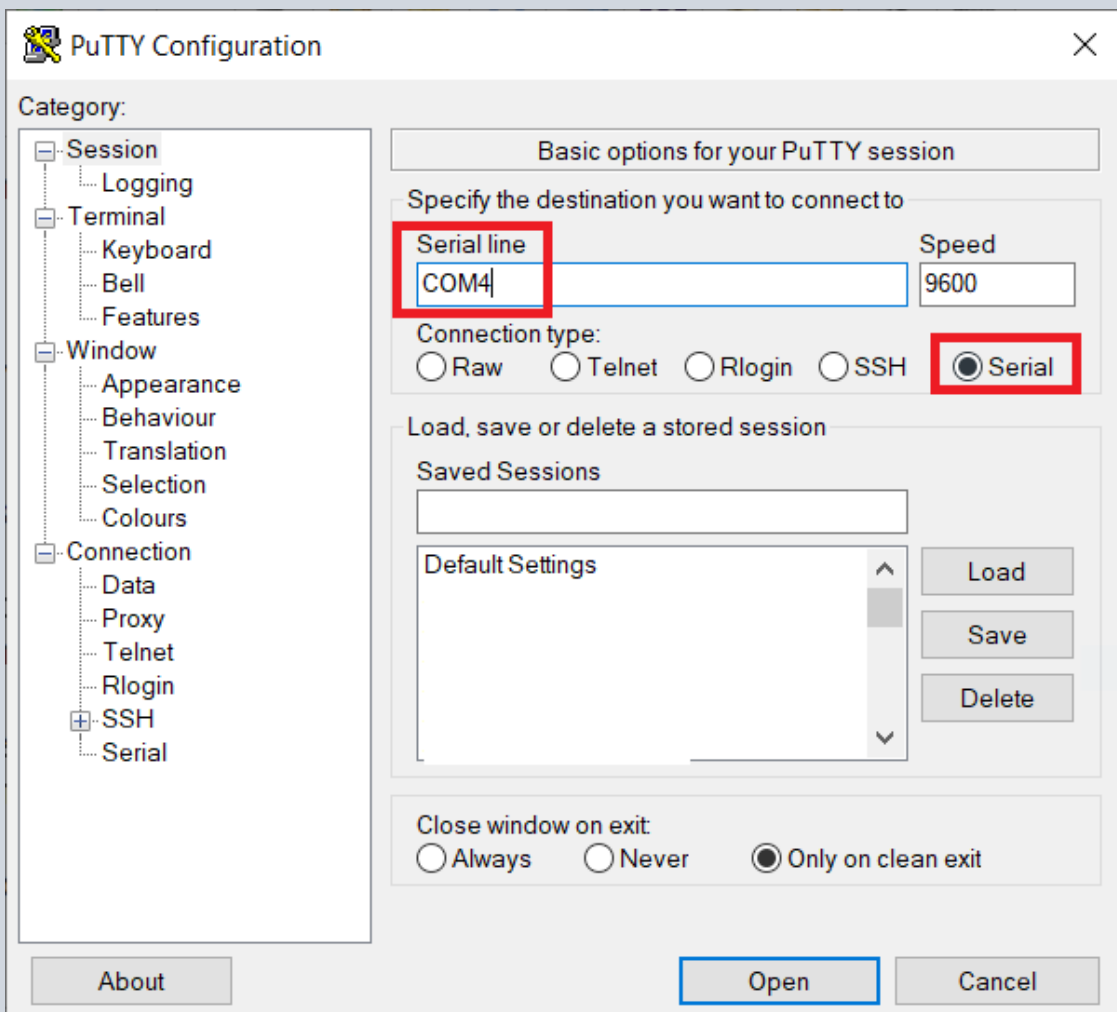 PuTTY Configuration
Category:
Session
Logging
Terminal
Keyboard
Bell
Features
Window
Appearance
Behaviour
Translation
Selection
Colours
Connection
Data
Proxy
Telnet
Rlogin
SSH
Serial
Basic options for your PuTTY session
Specify the destination you want to connect to
Serial line Speed
COM4 9600
Connection type:
Raw Telnet Rlogin SSH Serial
Load, save or delete a stored session
Saved Sessions
Default Settings
Load
Save
Delete
Close window on exit:
Always Never Only on clean exit
About Open Cancel